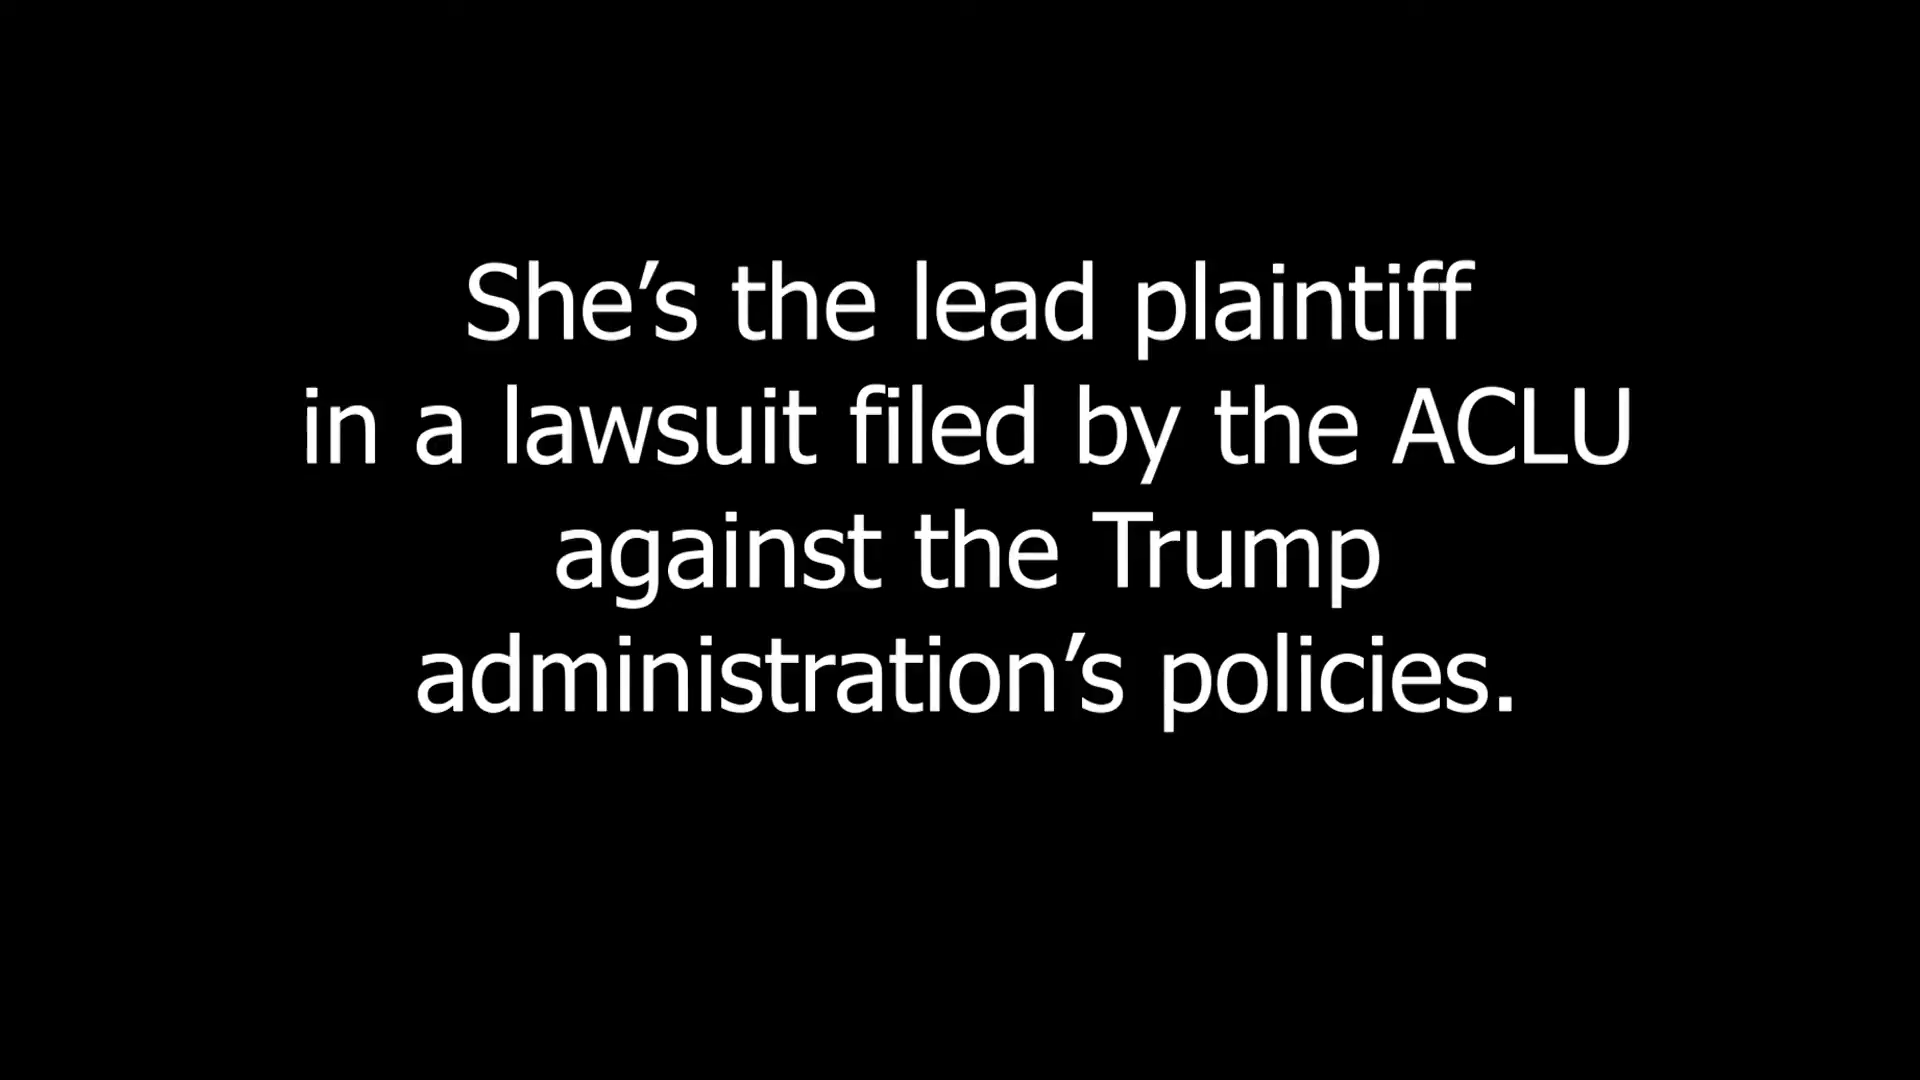 She’s the lead plaintiff
in a lawsuit filed by the ACLU
against the Trump
administration’s policies.